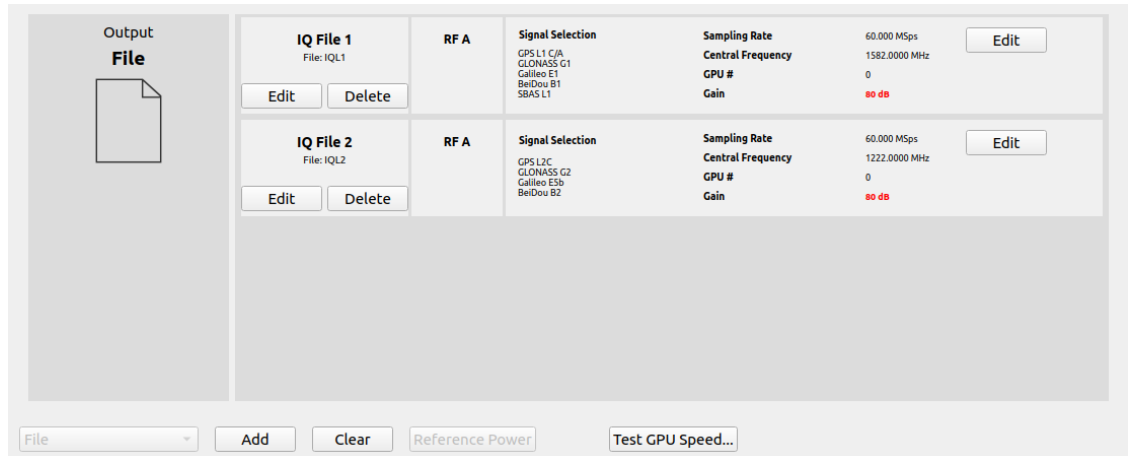 Output
File
IQ File 1
File: IQL1
Edit
Delete
RF A
Signal Selection
GPS L1 C/A
GLONASS G1
Galileo E1
BeiDou B1
SBAS L1
Sampling Rate 60.000 MSps
Central Frequency 1582.0000 MHz
GPU # 0
Gain 80 dB
Edit
IQ File 2
File: IQL2
Edit
Delete
RF A
Signal Selection
GPS L2C
GLONASS G2
Galileo E5b
BeiDou B2
Sampling Rate 60.000 MSps
Central Frequency 1222.0000 MHz
GPU # 0
Gain 80 dB
Edit
File
Add
Clear
Reference Power
Test GPU Speed...